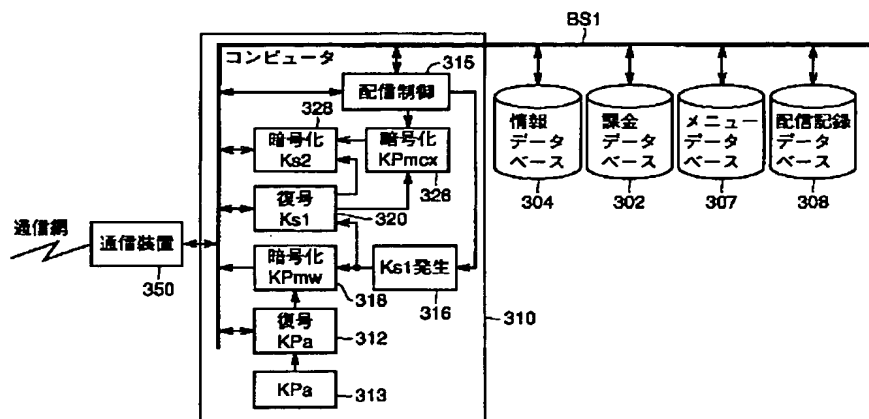 BS1
コンピュータ
315
配信制御
328
暗号化
Ks2
暗号化
KPmcx
326
復号
Ks1
320
通信網
通信装置
350
暗号化
KPmw
318
Ks1発生
316
復号
KPa
312
KPa
313
310
情報
データ
ベース
304
課金
データ
ベース
302
メニュー
データ
ベース
307
配信記録
データ
ベース
308